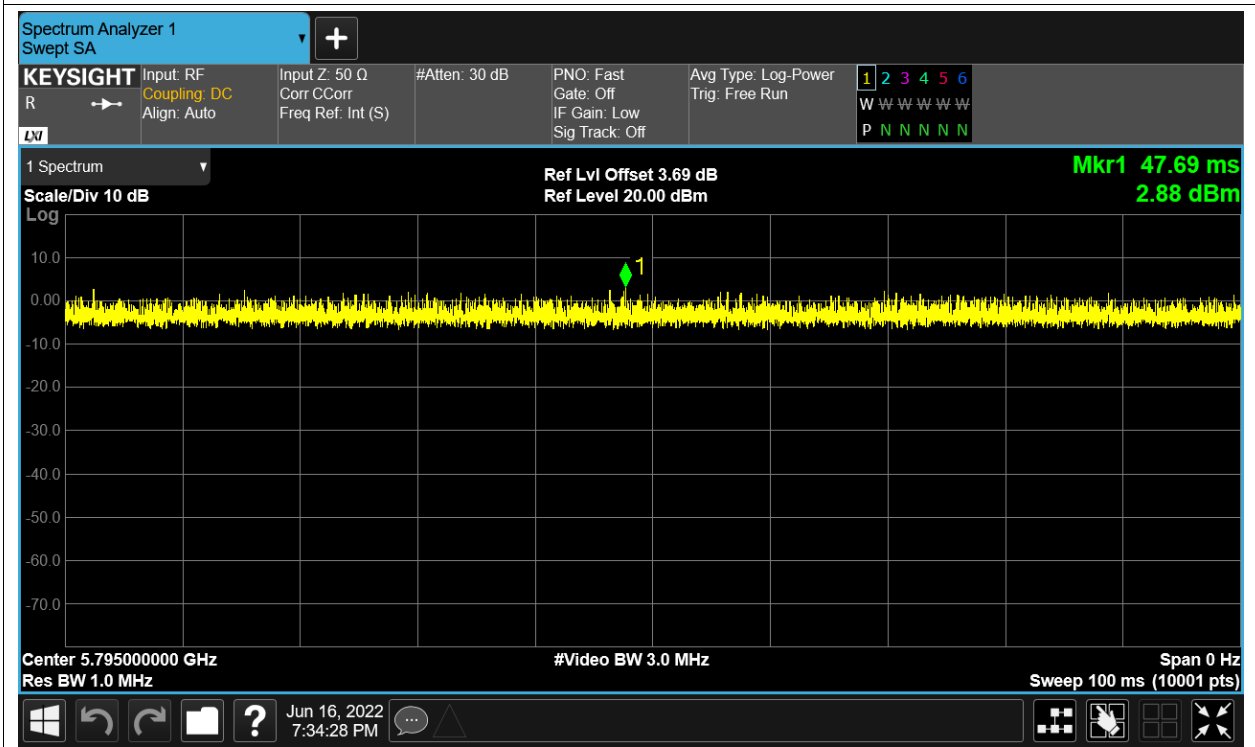 Spectrum Analyzer 1
Swept SA
KEYSIGHT
R
LXI
Input: RF
Coupling: DC
Align: Auto
Input Z: 50 Ω
Corr CCorr
Freq Ref: Int (S)
#Atten: 30 dB
PNO: Fast
Gate: Off
IF Gain: Low
Sig Track: Off
Avg Type: Log-Power
Trig: Free Run
1 2 3 4 5 6
W W W W W W
P N N N N N
1 Spectrum
Scale/Div 10 dB
Log
Ref Lvl Offset 3.69 dB
Ref Level 20.00 dBm
Mkr1 47.69 ms
2.88 dBm
1
10.0
0.00
-10.0
-20.0
-30.0
-40.0
-50.0
-60.0
-70.0
Center 5.795000000 GHz
Res BW 1.0 MHz
#Video BW 3.0 MHz
Span 0 Hz
Sweep 100 ms (10001 pts)
?
Jun 16, 2022
7:34:28 PM